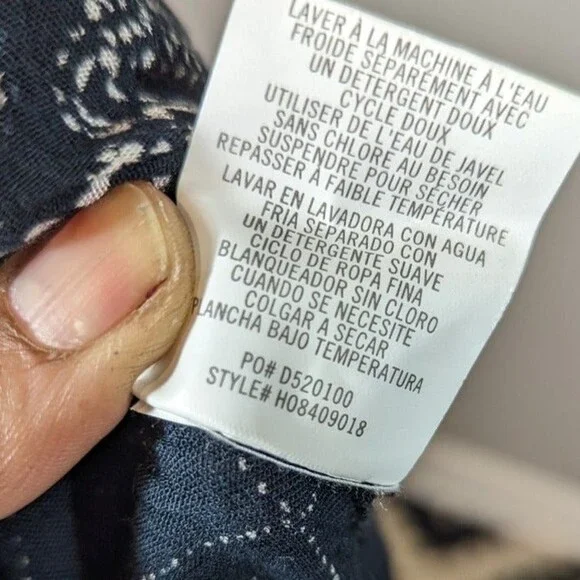 LAVER À LA MACHINE À L'EAU
FROIDE SÉPARÉMENT AVEC
UN DÉTERGENT DOUX
CYCLE DOUX
UTILISER DE L'EAU DE JAVEL
SANS CHLORE AU BESOIN
SUSPENDRE POUR SÉCHER
REPASSER À FAIBLE TEMPÉRATURE
LAVAR EN LAVADORA CON AGUA
FRIA SEPARADO CON
UN DETERGENTE SUAVE
CICLO DE ROPA FINA
BLANQUEADOR SIN CLORO
CUANDO SE NECESITE
COLGAR A SECAR
PLANCHA BAJO TEMPERATURA
PO# D520100
STYLE# H08409018